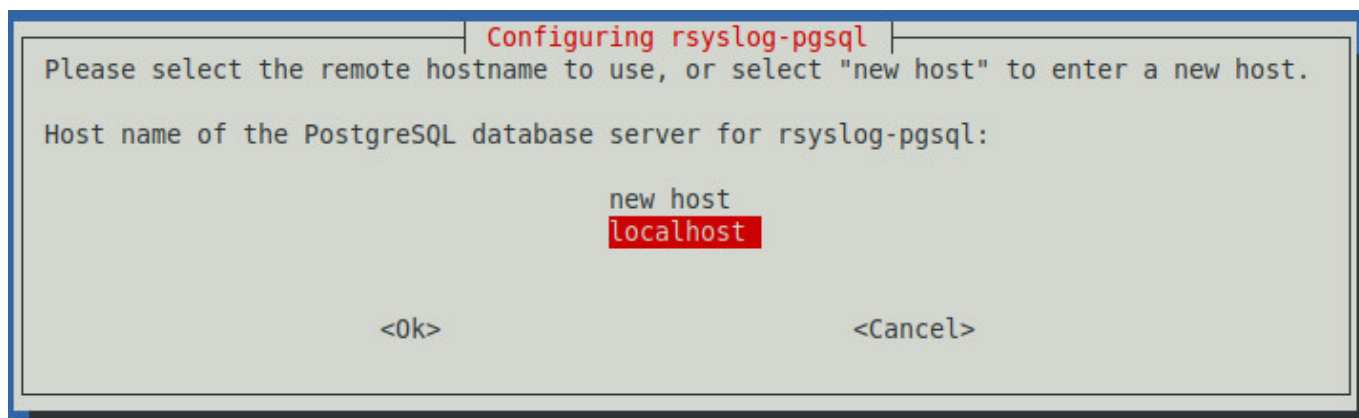 Configuring rsyslog-pgsql
Please select the remote hostname to use, or select "new host" to enter a new host.
Host name of the PostgreSQL database server for rsyslog-pgsql:
new host
localhost
<Ok> <Cancel>